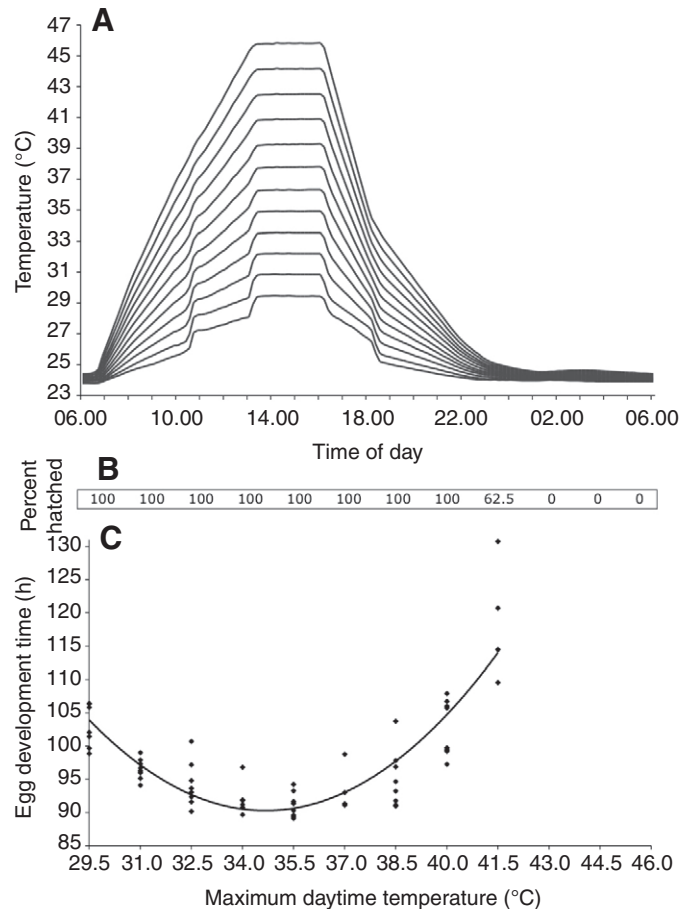 A
47
45
43
41
39
37
35
33
31
29
27
25
23
Temperature (°C)
06.00 10.00 14.00 18.00 22.00 02.00 06.00
Time of day
B
Percent
hatched
100 100 100 100 100 100 100 100 62.5 0 0 0
C
130
125
120
115
110
105
100
95
90
85
Egg development time (h)
29.5 31.0 32.5 34.0 35.5 37.0 38.5 40.0 41.5 43.0 44.5 46.0
Maximum daytime temperature (°C)